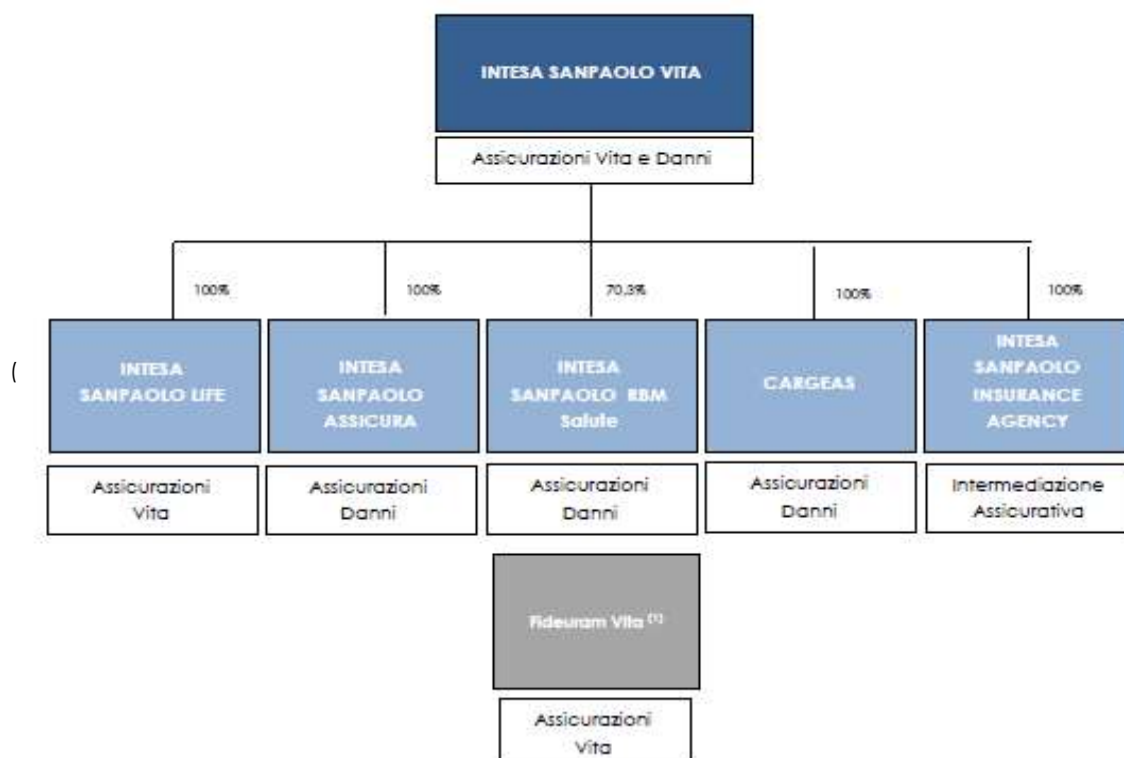 INTESA SANPAOLO VITA
Assicurazioni Vita e Danni
100%
100%
70,3%
100%
100%
(
INTESA
SANPAOLO LIFE
INTESA
SANPAOLO
ASSICURA
INTESA
SANPAOLO RBM
Salute
CARGEAS
INTESA
SANPAOLO
INSURANCE
AGENCY
Assicurazioni
Vita
Assicurazioni
Danni
Assicurazioni
Danni
Assicurazioni
Danni
Intermediazione
Assicurativa
Fideuram Vita (1)
Assicurazioni
Vita